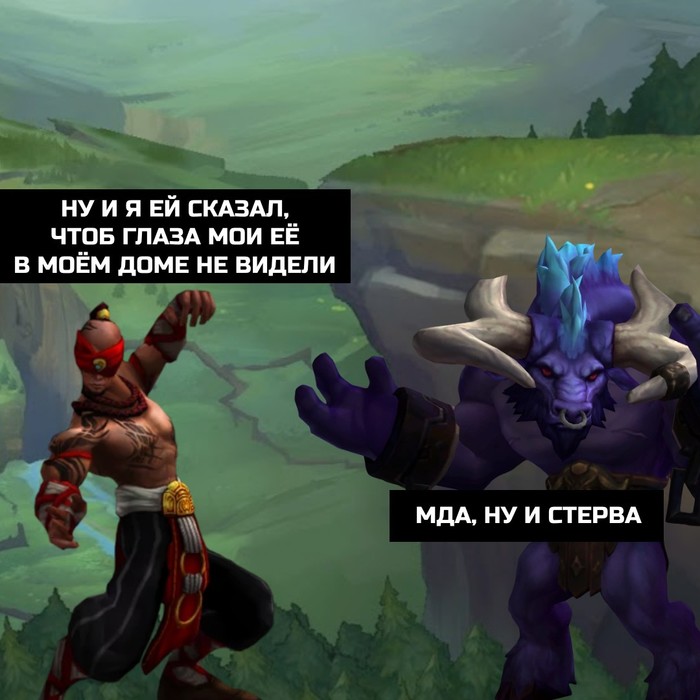 НУ И Я ЕЙ СКАЗАЛ,
ЧТОБ ГЛАЗА МОИ ЕЁ
В МОЁМ ДОМЕ НЕ ВИДЕЛИ
МДА, НУ И СТЕРВА